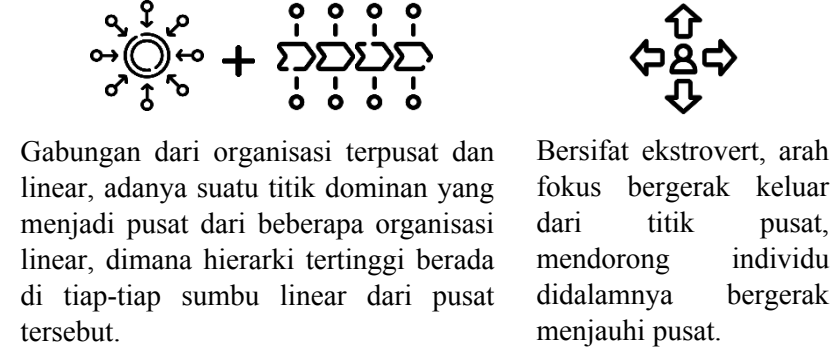 Gabungan dari organisasi terpusat dan
linear, adanya suatu titik dominan yang
menjadi pusat dari beberapa organisasi
linear, dimana hierarki tertinggi berada
di tiap-tiap sumbu linear dari pusat
tersebut.
Bersifat ekstrovert, arah
fokus bergerak keluar
dari titik pusat,
mendorong individu
didalamnya bergerak
menjauhi pusat.